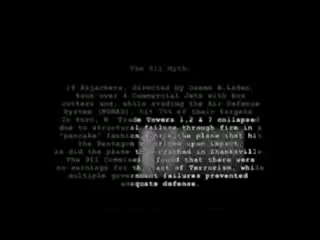 The 911 Myth:
19 Hijackers, directed by Osama B.Laden,
took over 4 Commercial Jets with box
cutters and, while evading the Air Defense
System (NORAD), hit 75% of their targets.
In turn, W. Trade Towers 1,2 & 7 collapsed
due to structural failure through fire in a
"pancake" fashion, the plane that hit
the Pentagon upon impact,
as did the plane that crashed in Shanksville.
The 911 Commission found that there were
no warnings for this act of Terrorism, while
multiple government failures prevented
adequate defense.